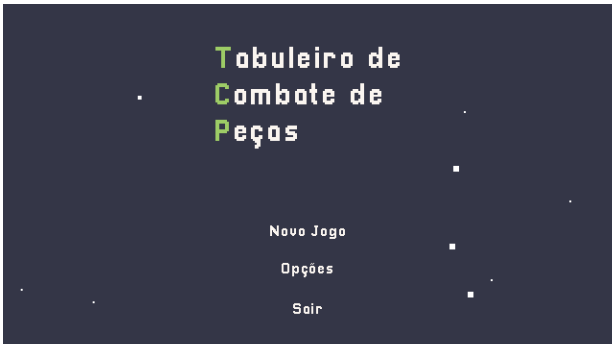 Tabuleiro de
Combate de
Peças
Novo Jogo
Opções
Sair